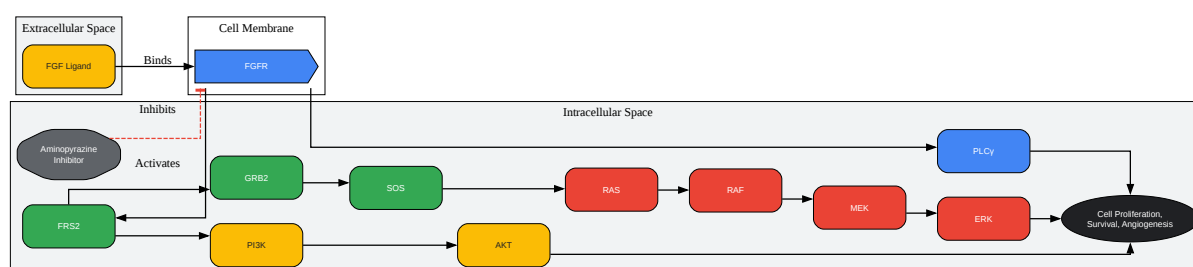 Extracellular Space
Cell Membrane
FGF Ligand
Binds
FGFR
Inhibits
Intracellular Space
Aminopyrazine
Inhibitor
Activates
PLCγ
GRB2
SOS
RAS
RAF
MEK
ERK
Cell Proliferation,
Survival, Angiogenesis
FRS2
PI3K
AKT